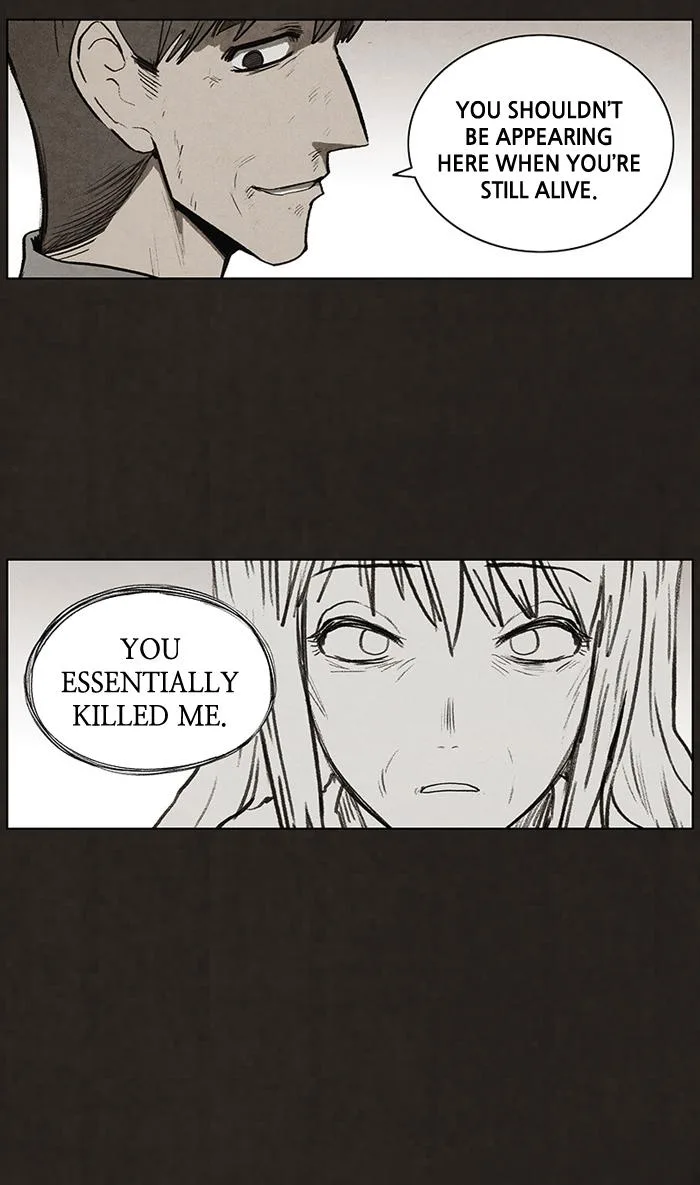 YOU SHOULDN'T
BE APPEARING
HERE WHEN YOU'RE
STILL ALIVE.
YOU
ESSENTIALLY
KILLED ME.